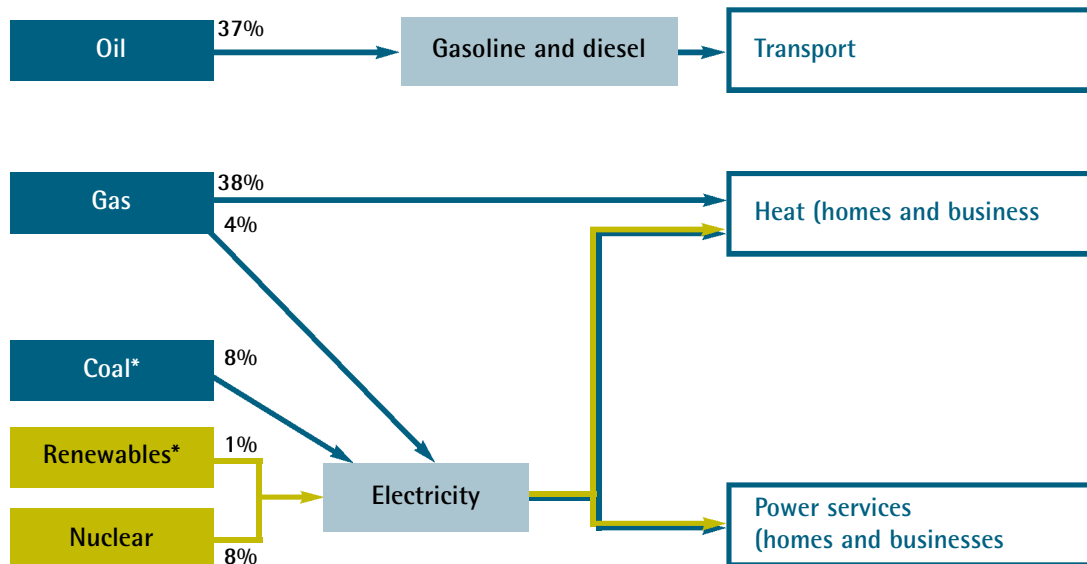 Oil
37%
Gasoline and diesel
Transport
Gas
38%
4%
Heat (homes and business
Coal*
8%
Renewables*
1%
Electricity
Nuclear
8%
Power services
(homes and businesses